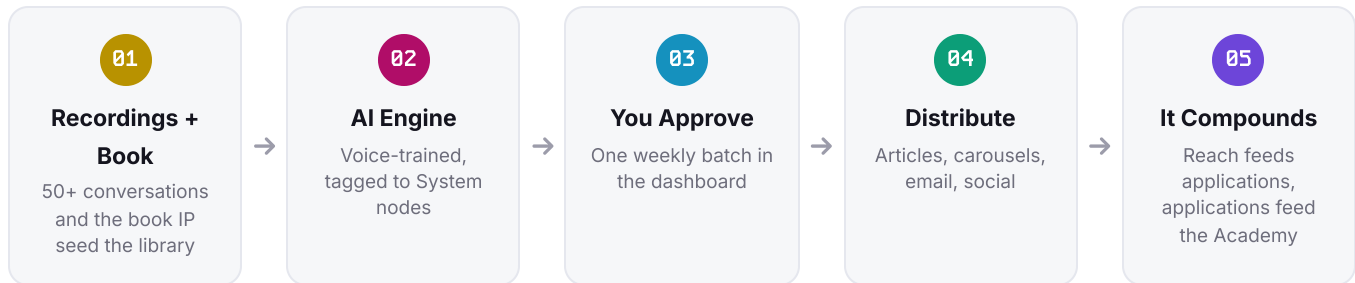 01
Recordings +
Book
50+ conversations
and the book IP
seed the library
02
AI Engine
Voice-trained,
tagged to System
nodes
03
You Approve
One weekly batch in
the dashboard
04
Distribute
Articles, carousels,
email, social
05
It Compounds
Reach feeds
applications,
applications feed
the Academy